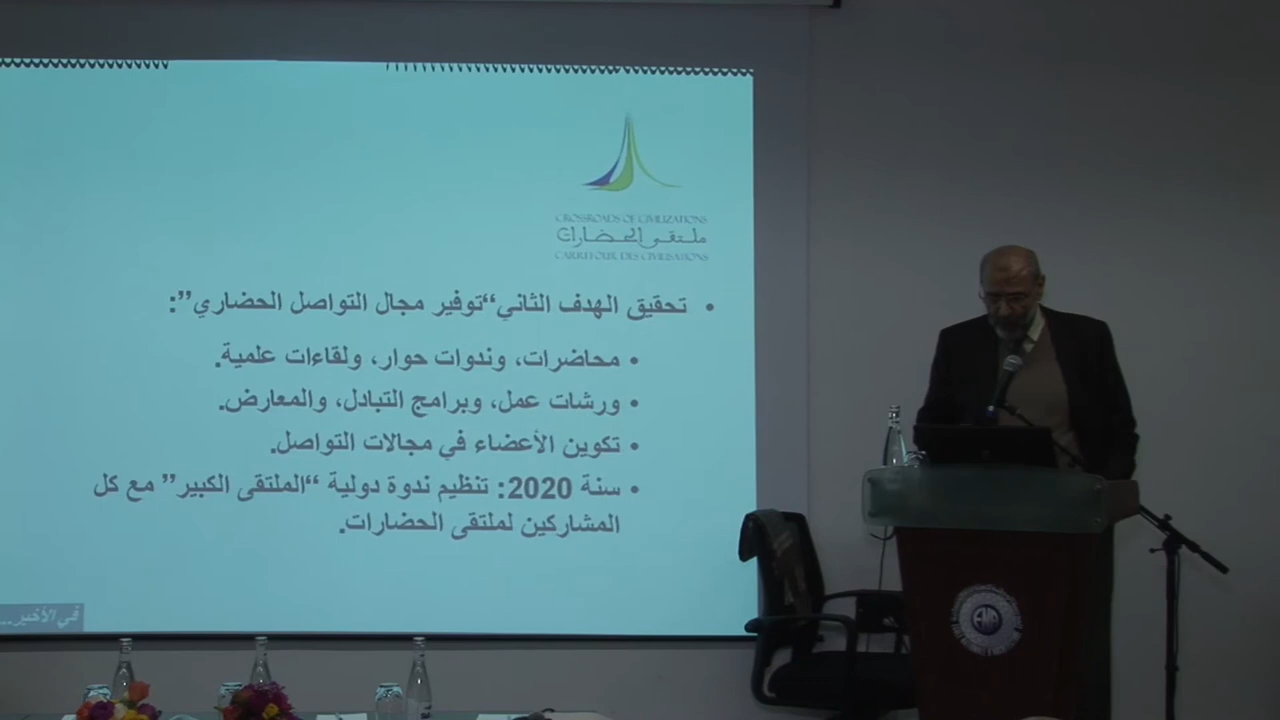 CROSSROADS OF CIVILIZATIONS
ملتقى الحضارات
CARREFOUR DES CIVILISATIONS
• تحقيق الهدف الثاني“توفير مجال التواصل الحضاري”:
• محاضرات، وندوات حوار، ولقاءات علمية.
• ورشات عمل، وبرامج التبادل، والمعارض.
• تكوين الأعضاء في مجالات التواصل.
• سنة 2020: تنظيم ندوة دولية “الملتقى الكبير” مع كل
المشاركين لملتقى الحضارات.
في الأخير...